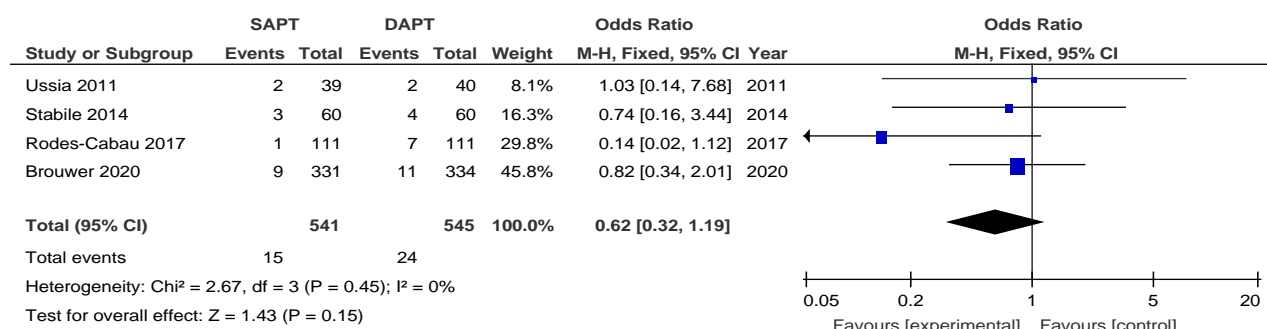 SAPT DAPT Odds Ratio Odds Ratio
Study or Subgroup Events Total Events Total Weight M-H, Fixed, 95% CI Year M-H, Fixed, 95% CI
Ussia 2011 2 39 2 40 8.1% 1.03 [0.14, 7.68] 2011
Stabile 2014 3 60 4 60 16.3% 0.74 [0.16, 3.44] 2014
Rodes-Cabau 2017 1 111 7 111 29.8% 0.14 [0.02, 1.12] 2017
Brouwer 2020 9 331 11 334 45.8% 0.82 [0.34, 2.01] 2020
Total (95% CI) 541 545 100.0% 0.62 [0.32, 1.19]
Total events 15 24
Heterogeneity: Chi² = 2.67, df = 3 (P = 0.45); I² = 0%
Test for overall effect: Z = 1.43 (P = 0.15)
0.05 0.2 1 5 20
Favours [experimental] Favours [control]